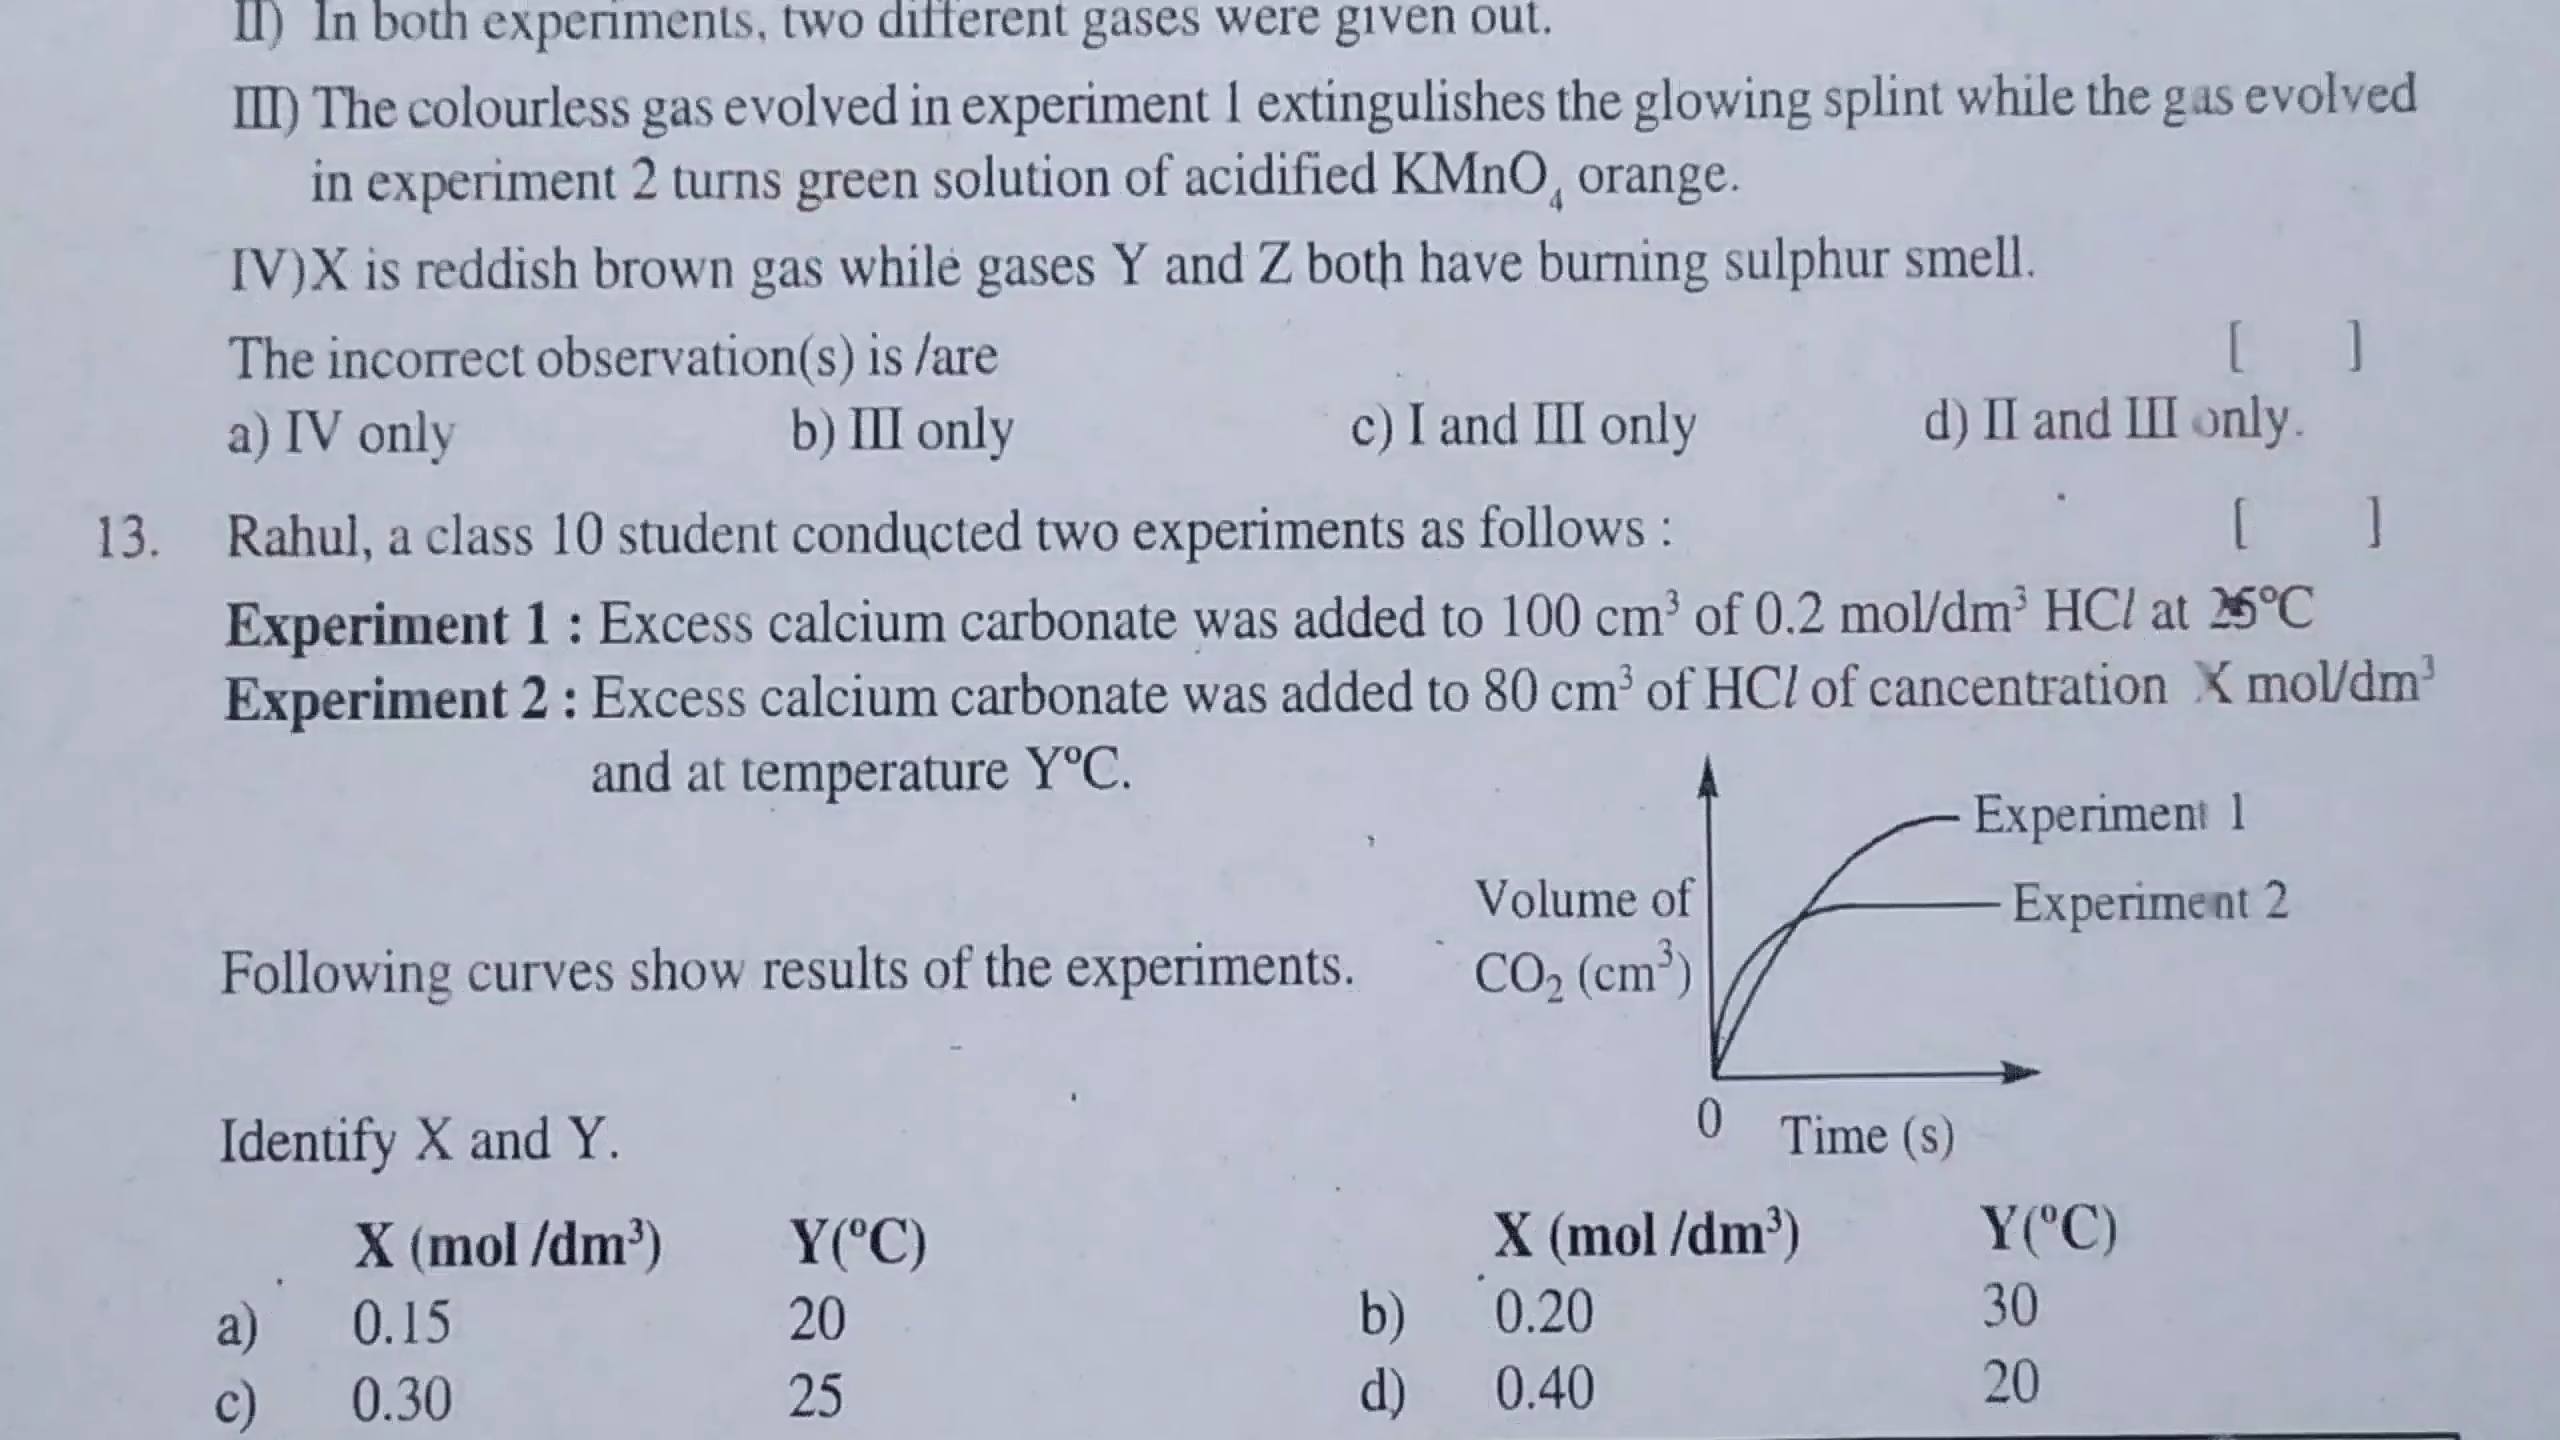 II) In both experiments, two different gases were given out.
III) The colourless gas evolved in experiment 1 extingulishes the glowing splint while the gas evolved
in experiment 2 turns green solution of acidified KMnO₄ orange.
IV)X is reddish brown gas while gases Y and Z both have burning sulphur smell.
The incorrect observation(s) is /are [ ]
a) IV only b) III only c) I and III only d) II and III only.
13. Rahul, a class 10 student conducted two experiments as follows : [ ]
Experiment 1 : Excess calcium carbonate was added to 100 cm³ of 0.2 mol/dm³ HCl at 25°C
Experiment 2 : Excess calcium carbonate was added to 80 cm³ of HCl of cancentration X mol/dm³
and at temperature Y°C.
Experiment 1
Volume of
CO₂ (cm³)
Experiment 2
Following curves show results of the experiments.
0 Time (s)
Identify X and Y.
X (mol /dm³) Y(°C) X (mol /dm³) Y(°C)
a) 0.15 20 b) 0.20 30
c) 0.30 25 d) 0.40 20